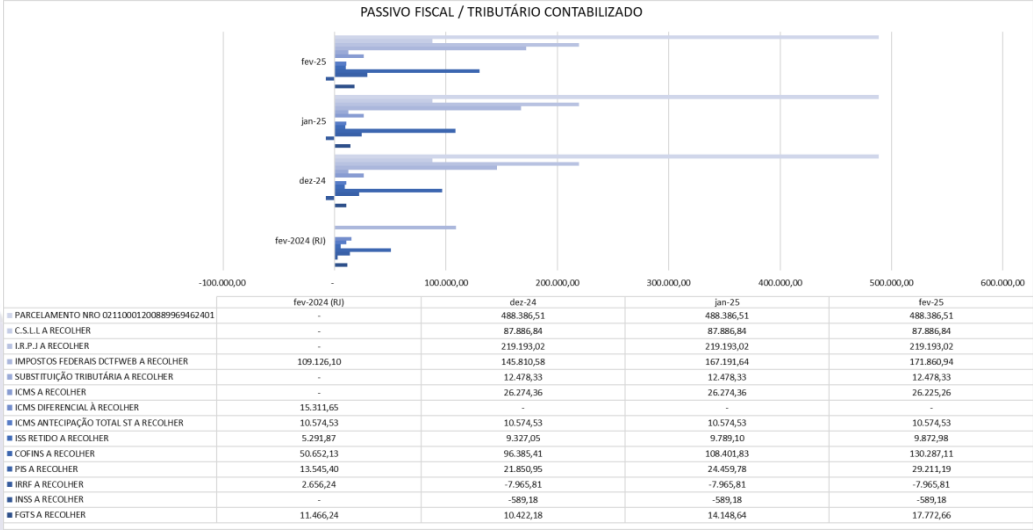 PASSIVO FISCAL / TRIBUTÁRIO CONTABILIZADO
fev-25
jan-25
dez-24
fev-2024 (RJ)
-100.000,00 - 100.000,00 200.000,00 300.000,00 400.000,00 500.000,00 600.000,00
fev-2024 (RJ) dez-24 jan-25 fev-25
PARCELAMENTO NRO 02110001200889969462401 - 488.386,51 488.386,51 488.386,51
C.S.L.L A RECOLHER - 87.886,84 87.886,84 87.886,84
I.R.P.J A RECOLHER - 219.193,02 219.193,02 219.193,02
IMPOSTOS FEDERAIS DCTFWEB A RECOLHER 109.126,10 145.810,58 167.191,64 171.860,94
SUBSTITUIÇÃO TRIBUTÁRIA A RECOLHER - 12.478,33 12.478,33 12.478,33
ICMS A RECOLHER - 26.274,36 26.274,36 26.225,26
ICMS DIFERENCIAL À RECOLHER 15.311,65 - - -
ICMS ANTECIPAÇÃO TOTAL ST A RECOLHER 10.574,53 10.574,53 10.574,53 10.574,53
ISS RETIDO A RECOLHER 5.291,87 9.327,05 9.789,10 9.872,98
COFINS A RECOLHER 50.652,13 96.385,41 108.401,83 130.287,11
PIS A RECOLHER 13.545,40 21.850,95 24.459,78 29.211,19
IRRF A RECOLHER 2.656,24 -7.965,81 -7.965,81 -7.965,81
INSS A RECOLHER - -589,18 -589,18 -589,18
FGTS A RECOLHER 11.466,24 10.422,18 14.148,64 17.772,66